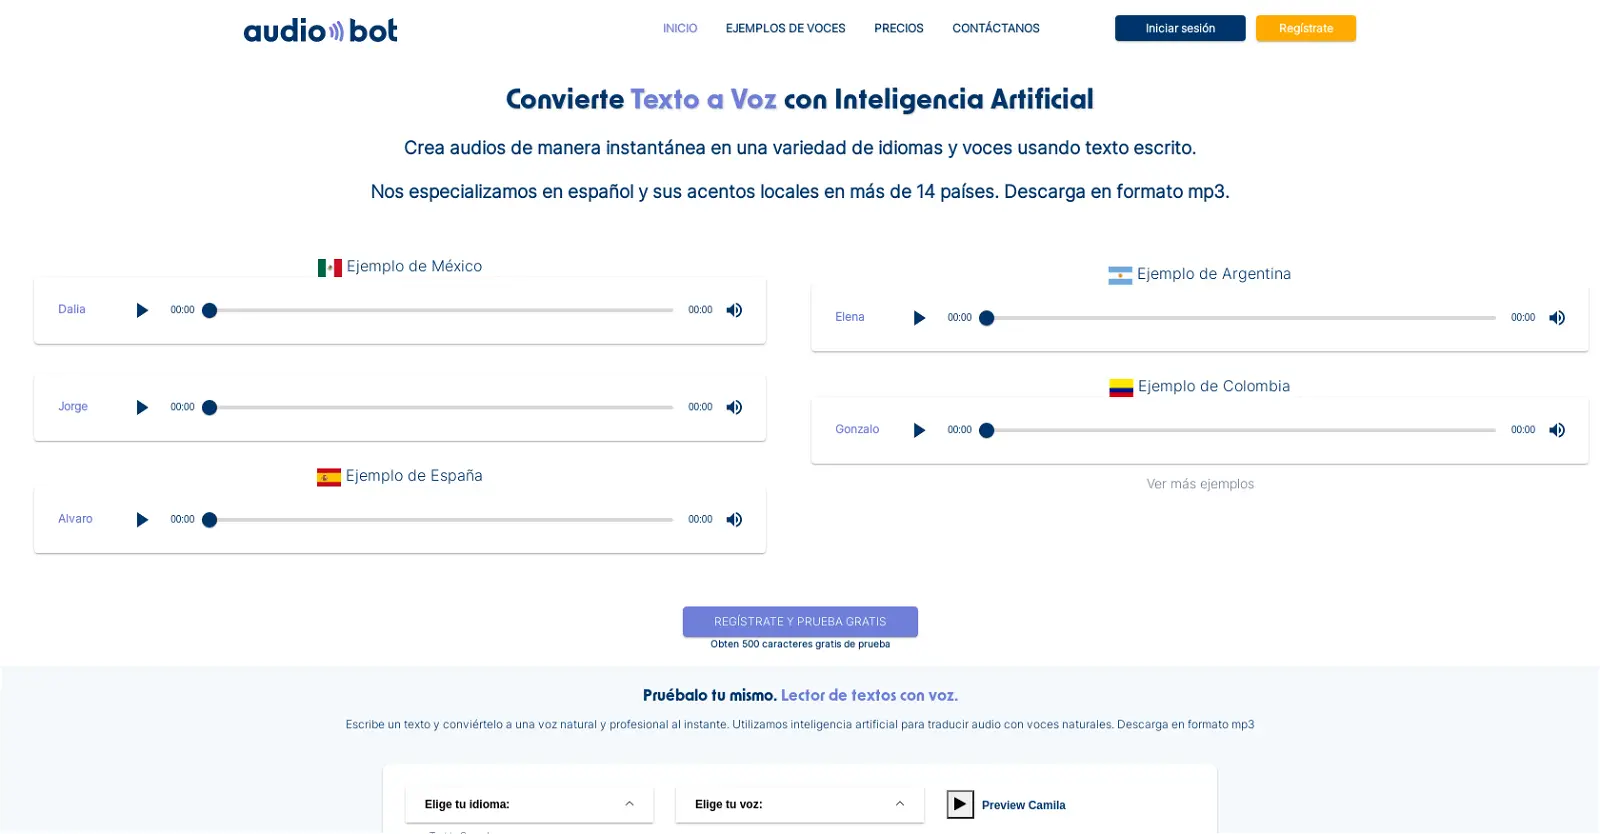 audio bot
INICIO
EJEMPLOS DE VOCES
PRECIOS
CONTÁCTANOS
Iniciar sesión
Regístrate
Convierte Texto a Voz con Inteligencia Artificial
Crea audios de manera instantánea en una variedad de idiomas y voces usando texto escrito.
Nos especializamos en español y sus acentos locales en más de 14 países. Descarga en formato mp3.
Ejemplo de México
Dalia 00:00 00:00
Jorge 00:00 00:00
Ejemplo de España
Alvaro 00:00 00:00
Ejemplo de Argentina
Elena 00:00 00:00
Ejemplo de Colombia
Gonzalo 00:00 00:00
Ver más ejemplos
REGÍSTRATE Y PRUEBA GRATIS
Obten 500 caracteres gratis de prueba
Pruébalo tu mismo. Lector de textos con voz.
Escribe un texto y conviértelo a una voz natural y profesional al instante. Utilizamos inteligencia artificial para traducir audio con voces naturales. Descarga en formato mp3
Elige tu idioma:
Elige tu voz:
Preview Camila